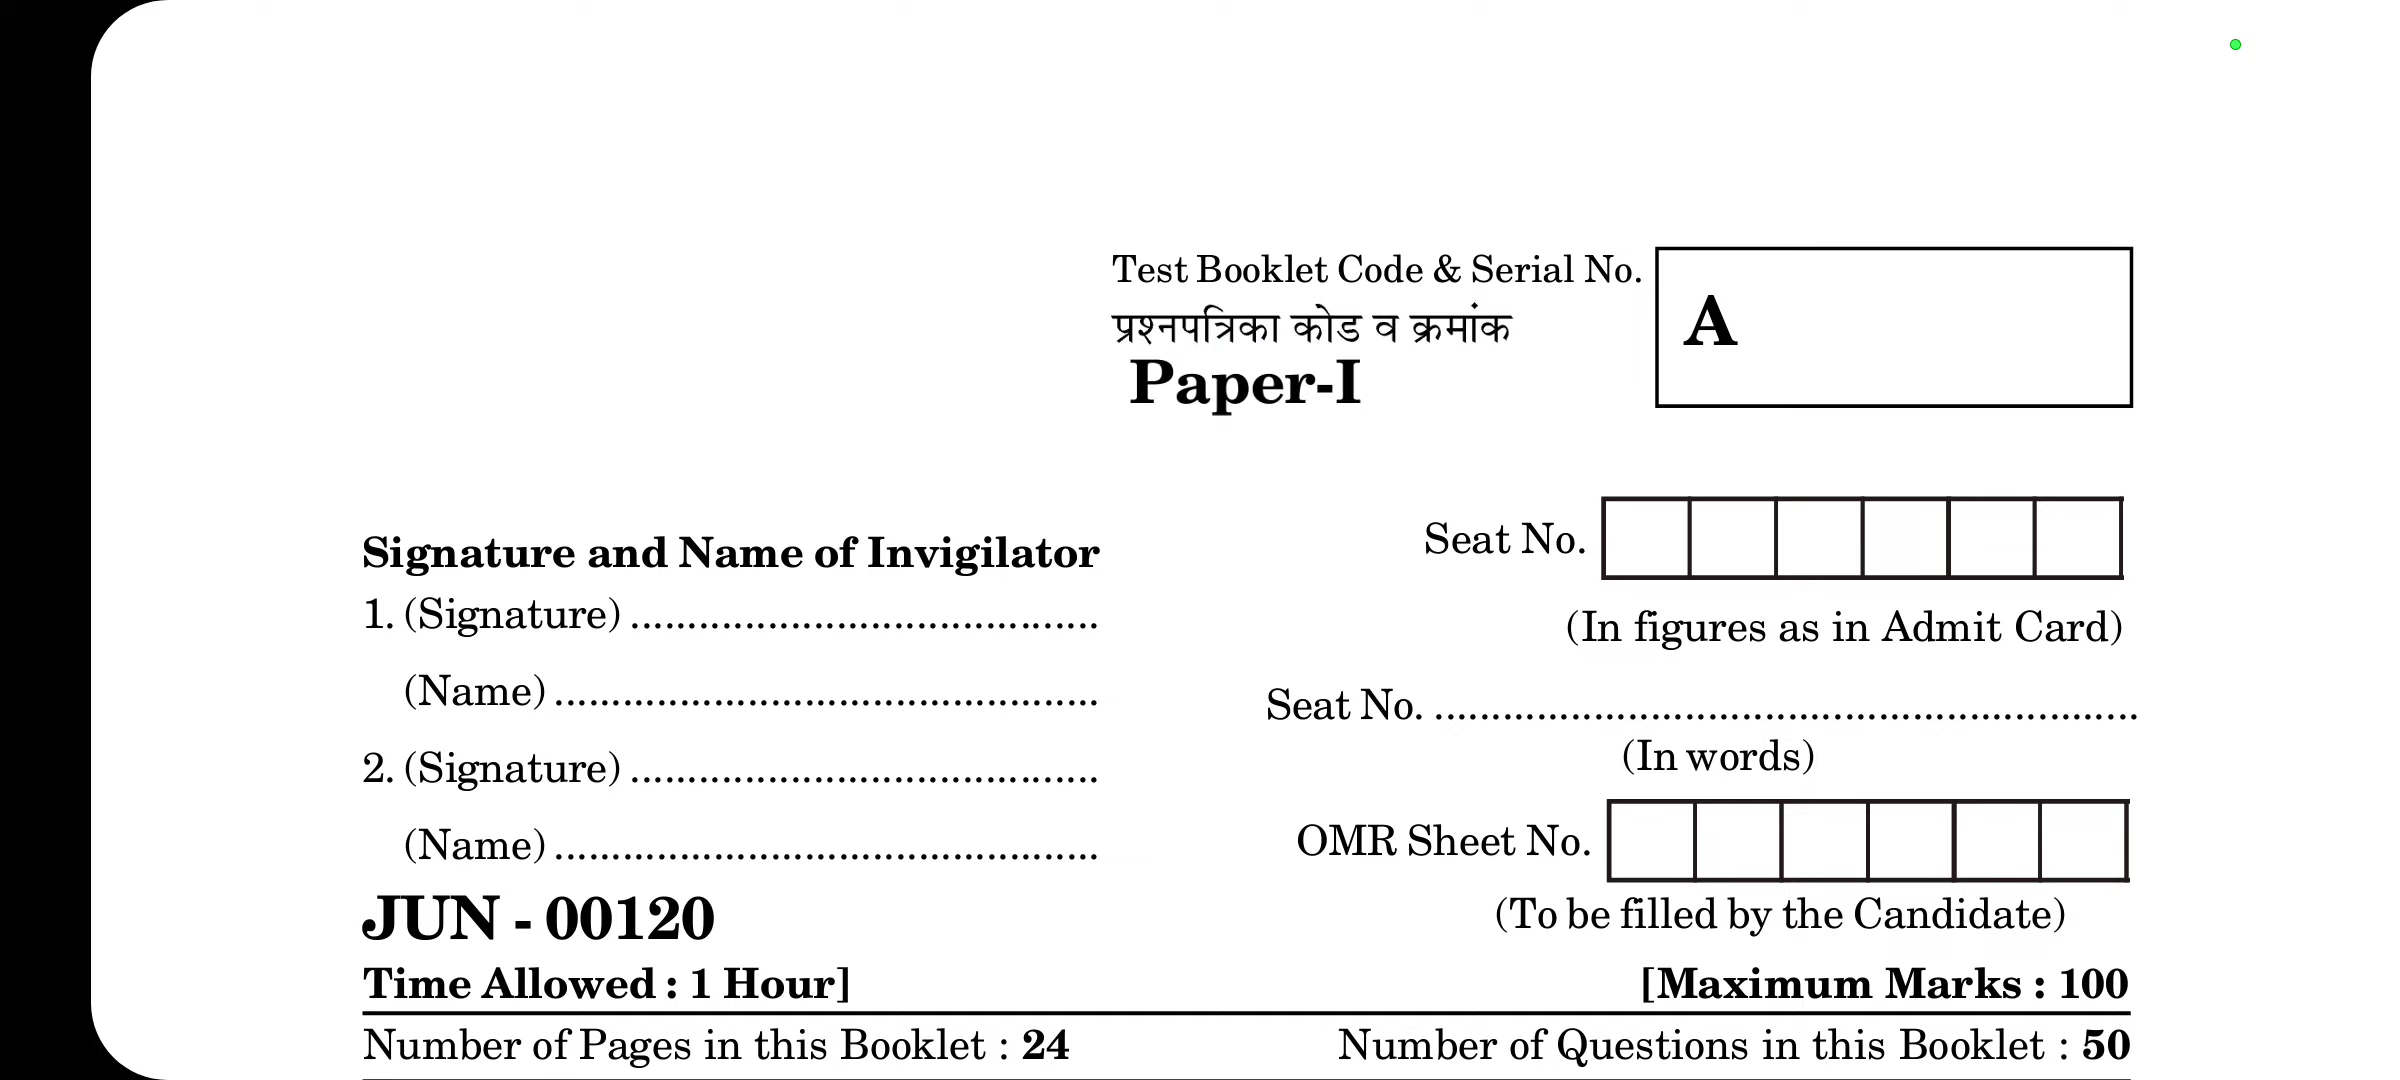 Test Booklet Code & Serial No.
प्रश्नपत्रिका कोड व क्रमांक
A
Paper-I
Signature and Name of Invigilator
1. (Signature) .........................................
(Name) ................................................
2. (Signature) .........................................
(Name) ................................................
JUN - 00120
Seat No.
(In figures as in Admit Card)
Seat No. ..............................................................
(In words)
OMR Sheet No.
(To be filled by the Candidate)
Time Allowed : 1 Hour] [Maximum Marks : 100
Number of Pages in this Booklet : 24 Number of Questions in this Booklet : 50